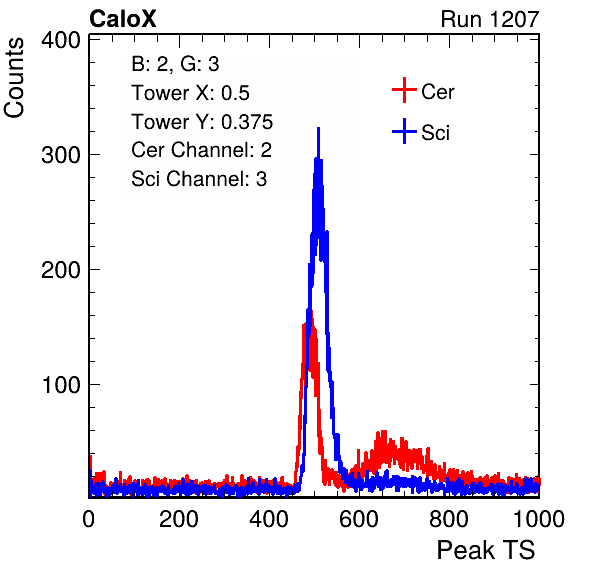 CaloX Run 1207
B: 2, G: 3
Tower X: 0.5
Tower Y: 0.375
Cer Channel: 2
Sci Channel: 3
Cer
Sci
Counts
400
300
200
100
0 200 400 600 800 1000
Peak TS